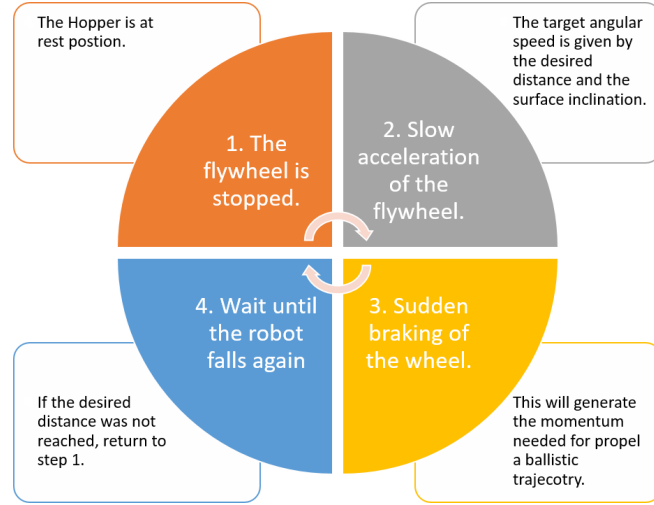 The Hopper is at
rest postion.
The target angular
speed is given by
the desired
distance and the
surface inclination.
1. The
flywheel is
stopped.
2. Slow
acceleration
of the
flywheel.
4. Wait until
the robot
falls again
3. Sudden
braking of
the wheel.
If the desired
distance was not
reached, return to
step 1.
This will generate
the momentum
needed for propel
a ballistic
trajecotry.